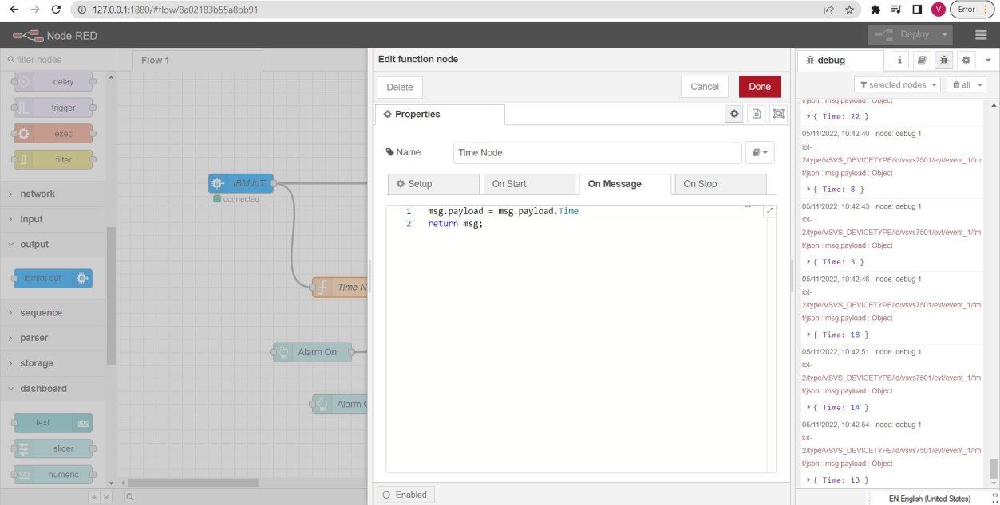 127.0.0.1:1880/#flow/8a02183b55a8bb91
V
Error
Node-RED
Deploy
filter nodes
delay
trigger
exec
filter
network
input
output
ibmiot out
sequence
parser
storage
dashboard
text
abc
slider
numeric
123
Flow 1
IBM IoT
connected
Time N
Alarm On
Alarm
Edit function node
Delete
Cancel
Done
Properties
Name
Time Node
Setup
On Start
On Message
On Stop
1 msg.payload = msg.payload.Time
2 return msg;
Enabled
debug
i
selected nodes
all
t/json : msg.payload : Object
{ Time: 22 }
05/11/2022, 10:42:40 node: debug 1
iot-
2/type/VSVS_DEVICETYPE/id/vsvs7501/evt/event_1/fm
t/json : msg.payload : Object
{ Time: 8 }
05/11/2022, 10:42:43 node: debug 1
iot-
2/type/VSVS_DEVICETYPE/id/vsvs7501/evt/event_1/fm
t/json : msg.payload : Object
{ Time: 3 }
05/11/2022, 10:42:48 node: debug 1
iot-
2/type/VSVS_DEVICETYPE/id/vsvs7501/evt/event_1/fm
t/json : msg.payload : Object
{ Time: 18 }
05/11/2022, 10:42:51 node: debug 1
iot-
2/type/VSVS_DEVICETYPE/id/vsvs7501/evt/event_1/fm
t/json : msg.payload : Object
{ Time: 14 }
05/11/2022, 10:42:54 node: debug 1
iot-
2/type/VSVS_DEVICETYPE/id/vsvs7501/evt/event_1/fm
t/json : msg.payload : Object
{ Time: 13 }
EN English (United States)